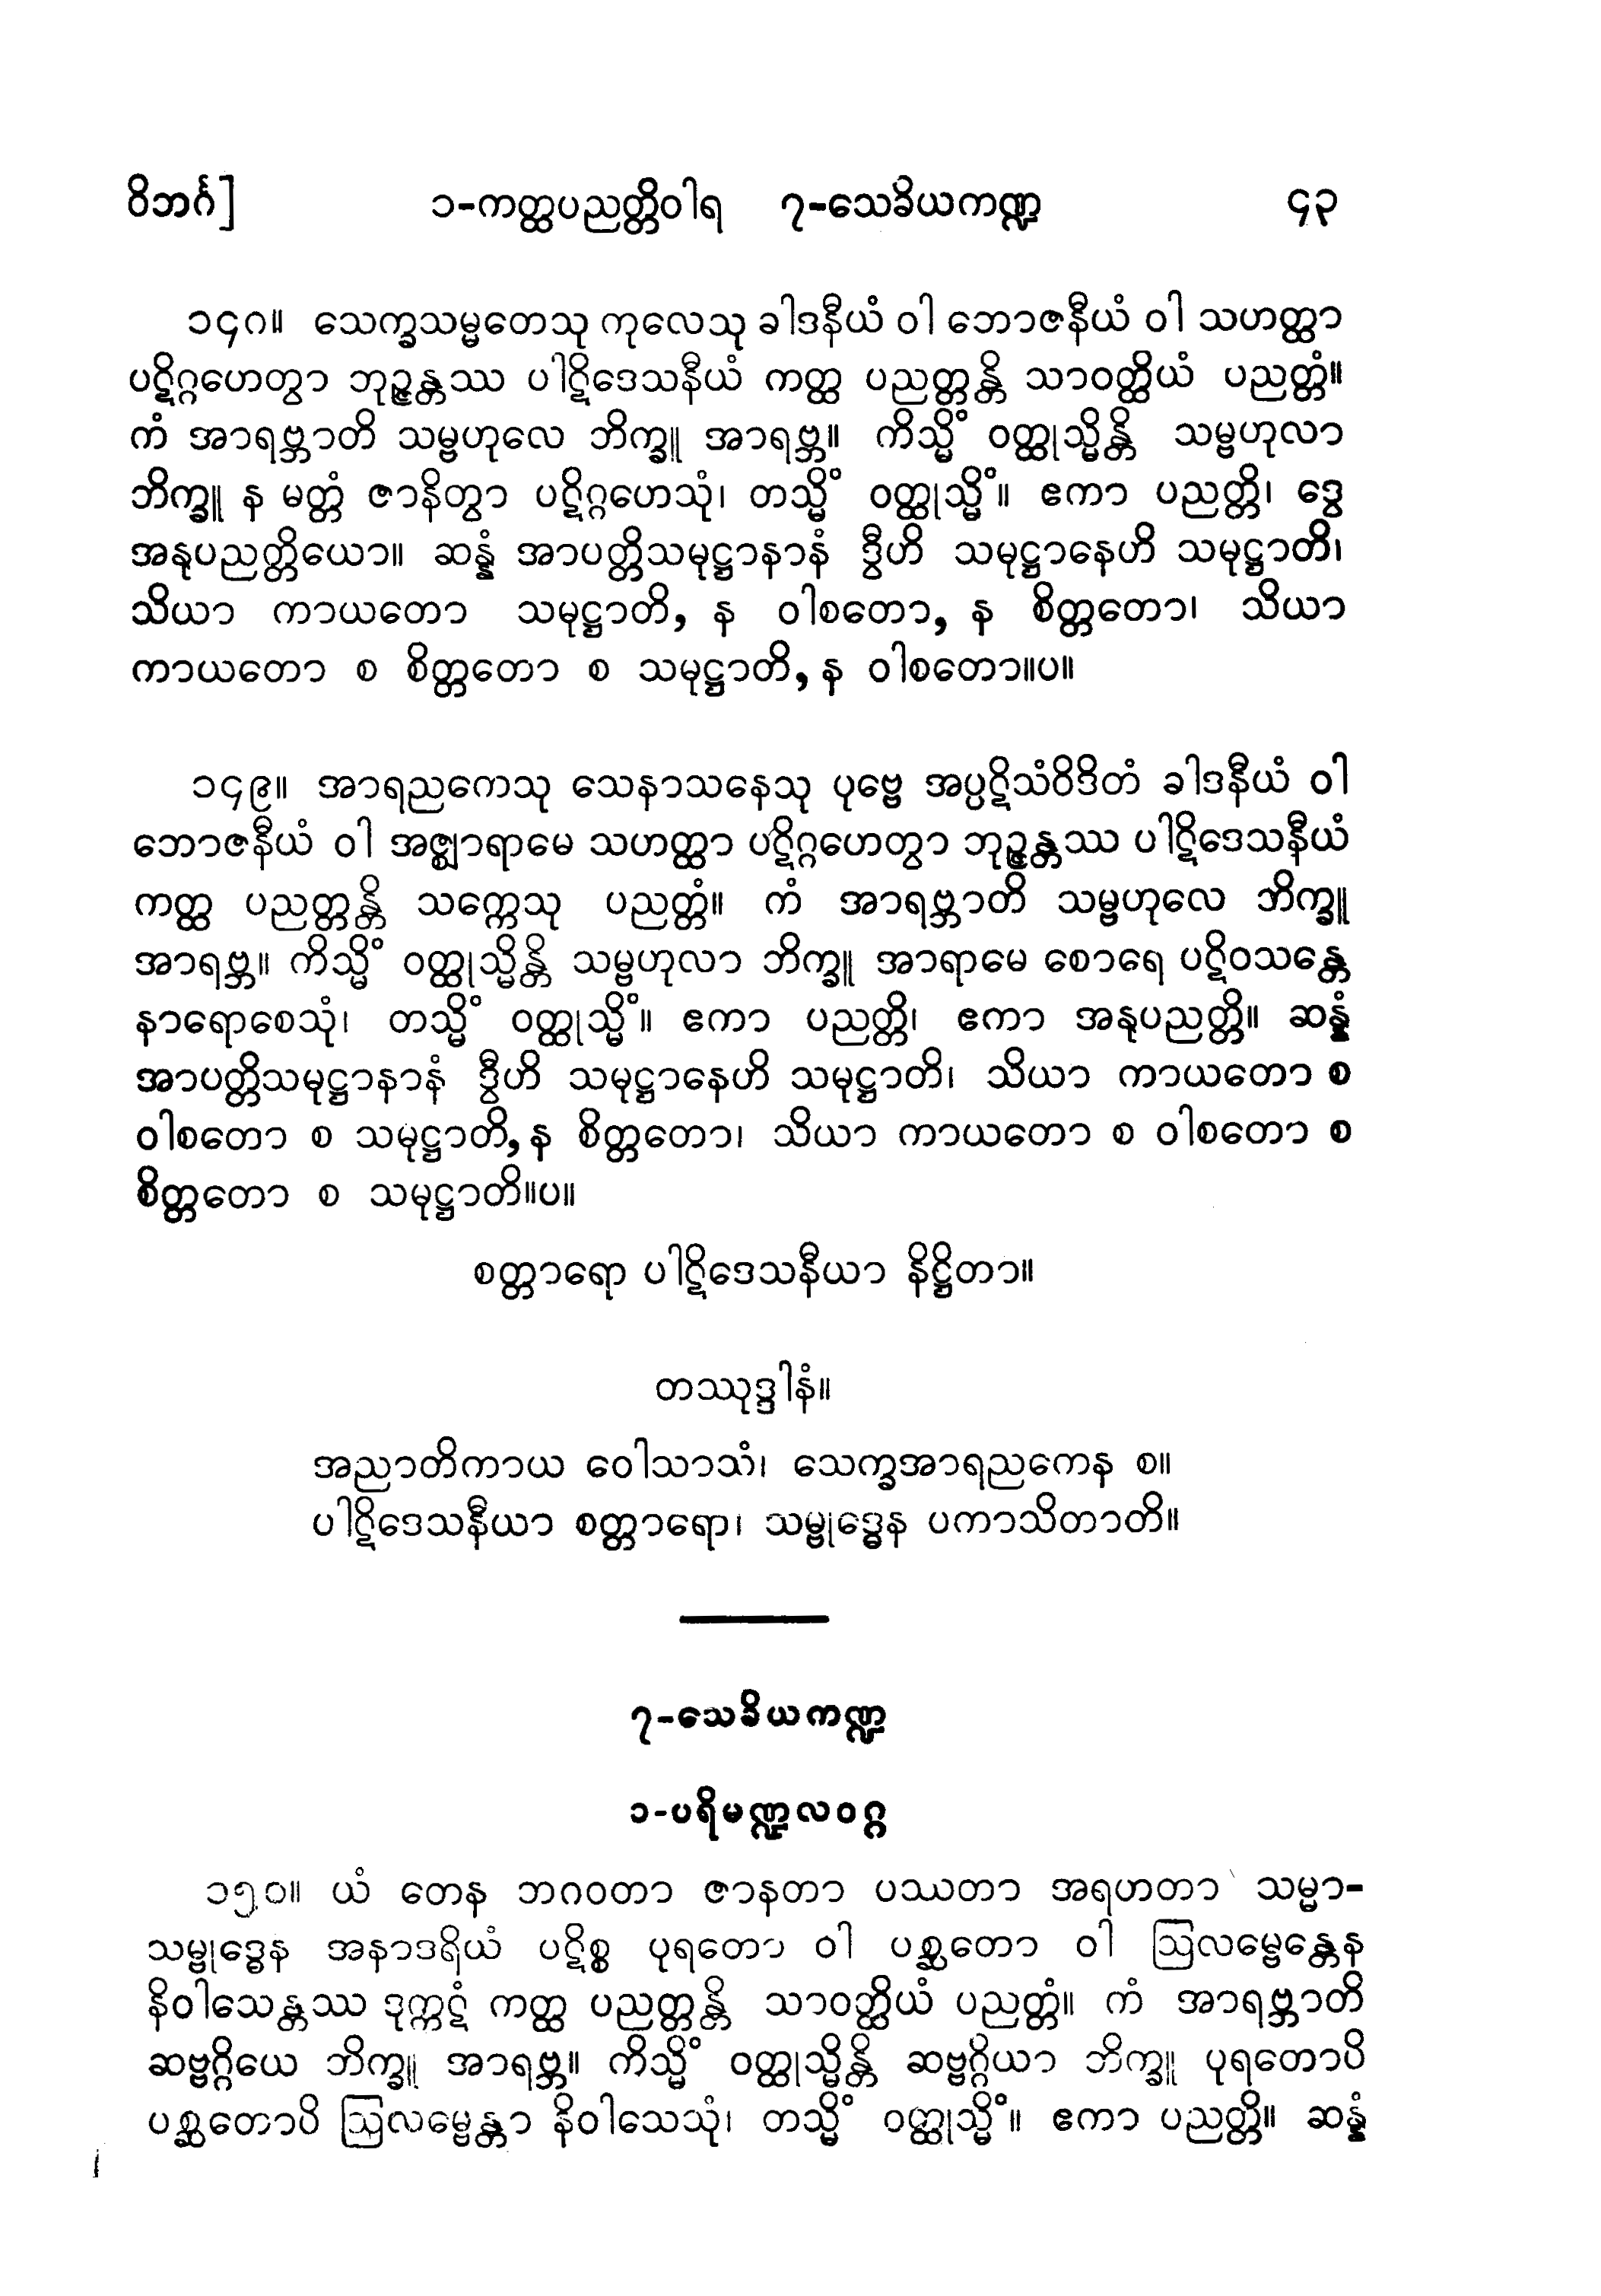 ဝိဘင်္ဂ] ၁-ကတ္ထပညတ္တိဝါရ ၇-သေခိယကဏ္ဍ ၄၃
၁၄ဂ။ သေက္ခသမ္မတေသု ကုလေသု ခါဒနီယံ ဝါ ဘောဇနီယံ ဝါ သဟတ္ထာ
ပဋိဂ္ဂဟေတွာ ဘုဉ္ဇန္တဿ ပါဋိဒေသနီယံ ကတ္ထ ပညတ္တန္တိ သာဝတ္ထိယံ ပညတ္တံ။
ကံ အာရဗ္ဘာတိ သမ္ဗဟုလေ ဘိက္ခူ အာရဗ္ဘ။ ကိသ္မိံ ဝတ္ထုသ္မိန္တိ သမ္ဗဟုလာ
ဘိက္ခူ န မတ္တံ ဇာနိတွာ ပဋိဂ္ဂဟေသုံ၊ တသ္မိံ ဝတ္ထုသ္မိံ။ ဧကာ ပညတ္တိ၊ ဒွေ
အနုပညတ္တိယော။ ဆန္နံ အာပတ္တိသမုဋ္ဌာနာနံ ဒွီဟိ သမုဋ္ဌာနေဟိ သမုဋ္ဌာတိ၊
သိယာ ကာယတော သမုဋ္ဌာတိ, န ဝါစတော, န စိတ္တတော၊ သိယာ
ကာယတော စ စိတ္တတော စ သမုဋ္ဌာတိ, န ဝါစတော။ပ။
၁၄၉။ အာရညကေသု သေနာသနေသု ပုဗ္ဗေ အပ္ပဋိသံဝိဒိတံ ခါဒနီယံ ဝါ
ဘောဇနီယံ ဝါ အဇ္ဈာရာမေ သဟတ္ထာ ပဋိဂ္ဂဟေတွာ ဘုဉ္ဇန္တဿ ပါဋိဒေသနီယံ
ကတ္ထ ပညတ္တန္တိ သက္ကေသု ပညတ္တံ။ ကံ အာရဗ္ဘာတိ သမ္ဗဟုလေ ဘိက္ခူ
အာရဗ္ဘ။ ကိသ္မိံ ဝတ္ထုသ္မိန္တိ သမ္ဗဟုလာ ဘိက္ခူ အာရာမေ စောရေ ပဋိဝသန္တေ
နာရောစေသုံ၊ တသ္မိံ ဝတ္ထုသ္မိံ။ ဧကာ ပညတ္တိ၊ ဧကာ အနုပညတ္တိ။ ဆန္နံ
အာပတ္တိသမုဋ္ဌာနာနံ ဒွီဟိ သမုဋ္ဌာနေဟိ သမုဋ္ဌာတိ၊ သိယာ ကာယတော စ
ဝါစတော စ သမုဋ္ဌာတိ, န စိတ္တတော၊ သိယာ ကာယတော စ ဝါစတော စ
စိတ္တတော စ သမုဋ္ဌာတိ။ပ။
စတ္တာရော ပါဋိဒေသနီယာ နိဋ္ဌိတာ။
တဿုဒ္ဒါနံ။
အညာတိကာယ ဝေါသာသံ၊ သေက္ခအာရညကေန စ။
ပါဋိဒေသနီယာ စတ္တာရော၊ သမ္ဗုဒ္ဓေန ပကာသိတာတိ။
၇-သေခိယကဏ္ဍ
၁-ပရိမဏ္ဍလဝဂ္ဂ
၁၅၀။ ယံ တေန ဘဂဝတာ ဇာနတာ ပဿတာ အရဟတာ သမ္မာ-
သမ္ဗုဒ္ဓေန အနာဒရိယံ ပဋိစ္စ ပုရတော ဝါ ပစ္ဆတော ဝါ ဩလမ္ဗေန္တေန
နိဝါသေန္တဿ ဒုက္ကဋံ ကတ္ထ ပညတ္တန္တိ သာဝတ္ထိယံ ပညတ္တံ။ ကံ အာရဗ္ဘာတိ
ဆဗ္ဗဂ္ဂိယေ ဘိက္ခူ အာရဗ္ဘ။ ကိသ္မိံ ဝတ္ထုသ္မိန္တိ ဆဗ္ဗဂ္ဂိယာ ဘိက္ခူ ပုရတောပိ
ပစ္ဆတောပိ ဩလမ္ဗေန္တာ နိဝါသေသုံ၊ တသ္မိံ ဝတ္ထုသ္မိံ။ ဧကာ ပညတ္တိ။ ဆန္နံ